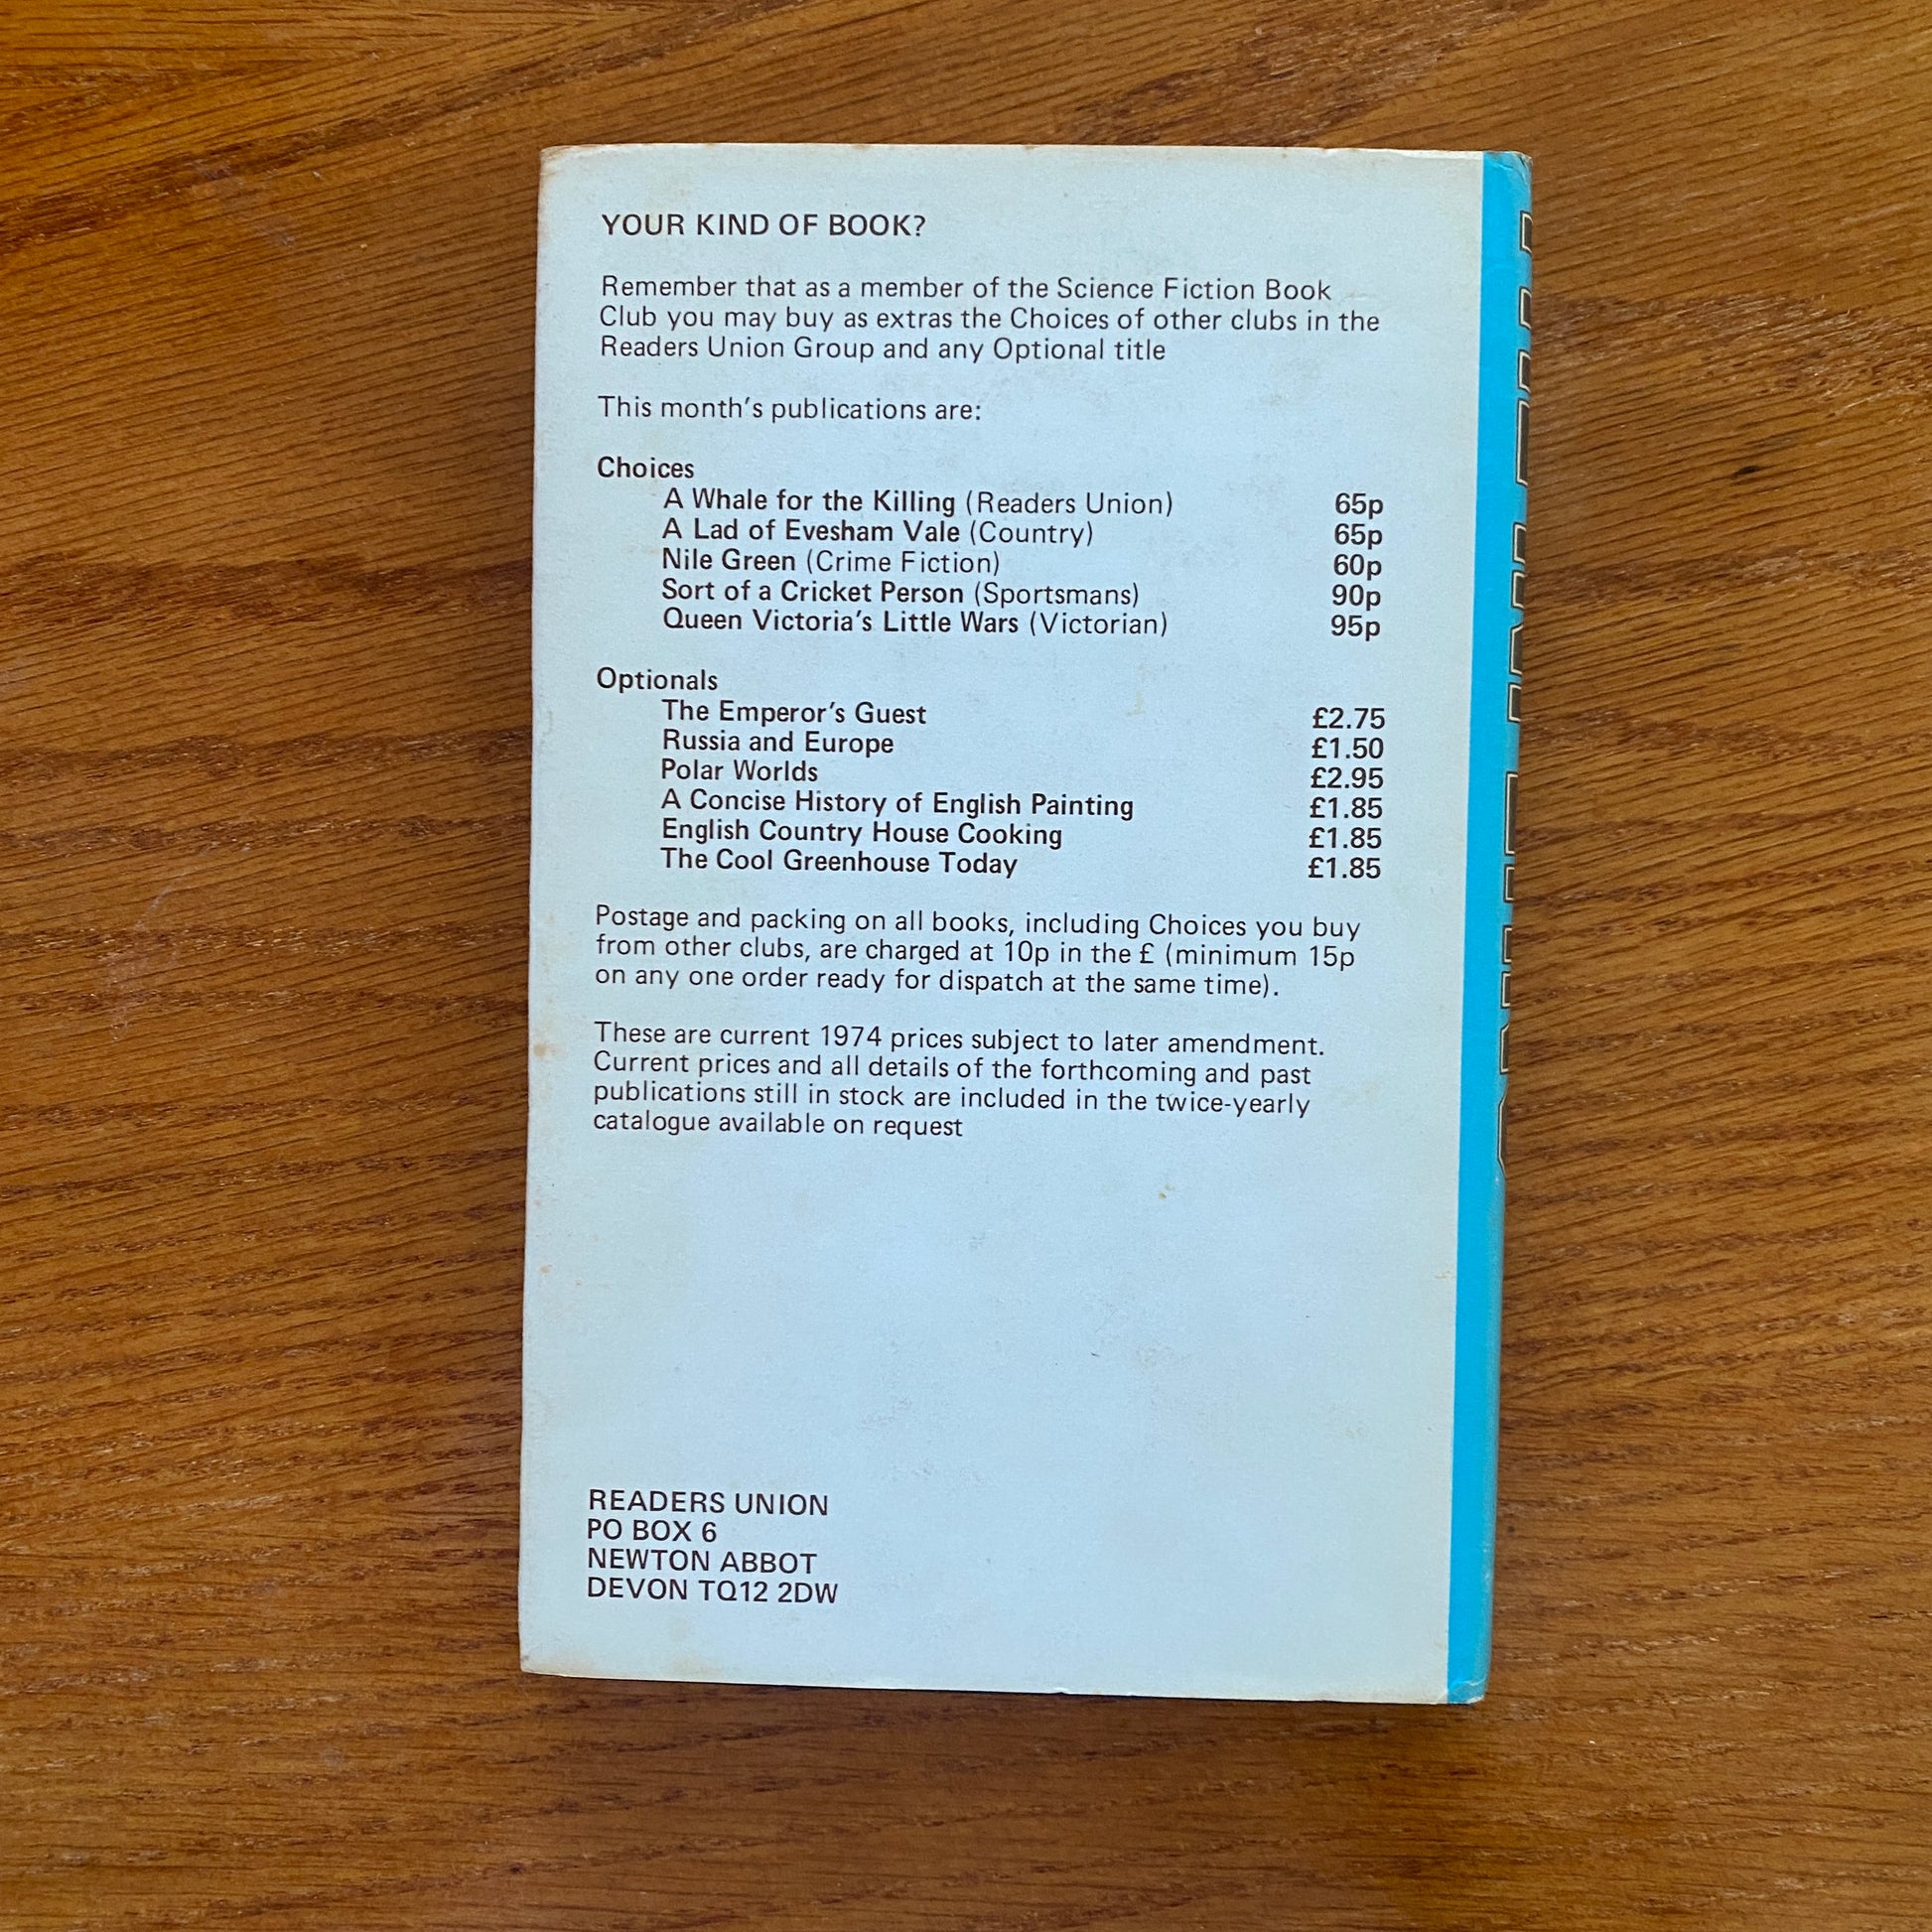 YOUR KIND OF BOOK?
Remember that as a member of the Science Fiction Book
Club you may buy as extras the Choices of other clubs in the
Readers Union Group and any Optional title
This month's publications are:
Choices
A Whale for the Killing (Readers Union) 65p
A Lad of Evesham Vale (Country) 65p
Nile Green (Crime Fiction) 60p
Sort of a Cricket Person (Sportsmans) 90p
Queen Victoria's Little Wars (Victorian) 95p
Optionals
The Emperor's Guest £2.75
Russia and Europe £1.50
Polar Worlds £2.95
A Concise History of English Painting £1.85
English Country House Cooking £1.85
The Cool Greenhouse Today £1.85
Postage and packing on all books, including Choices you buy
from other clubs, are charged at 10p in the £ (minimum 15p
on any one order ready for dispatch at the same time).
These are current 1974 prices subject to later amendment.
Current prices and all details of the forthcoming and past
publications still in stock are included in the twice-yearly
catalogue available on request
READERS UNION
PO BOX 6
NEWTON ABBOT
DEVON TQ12 2DW